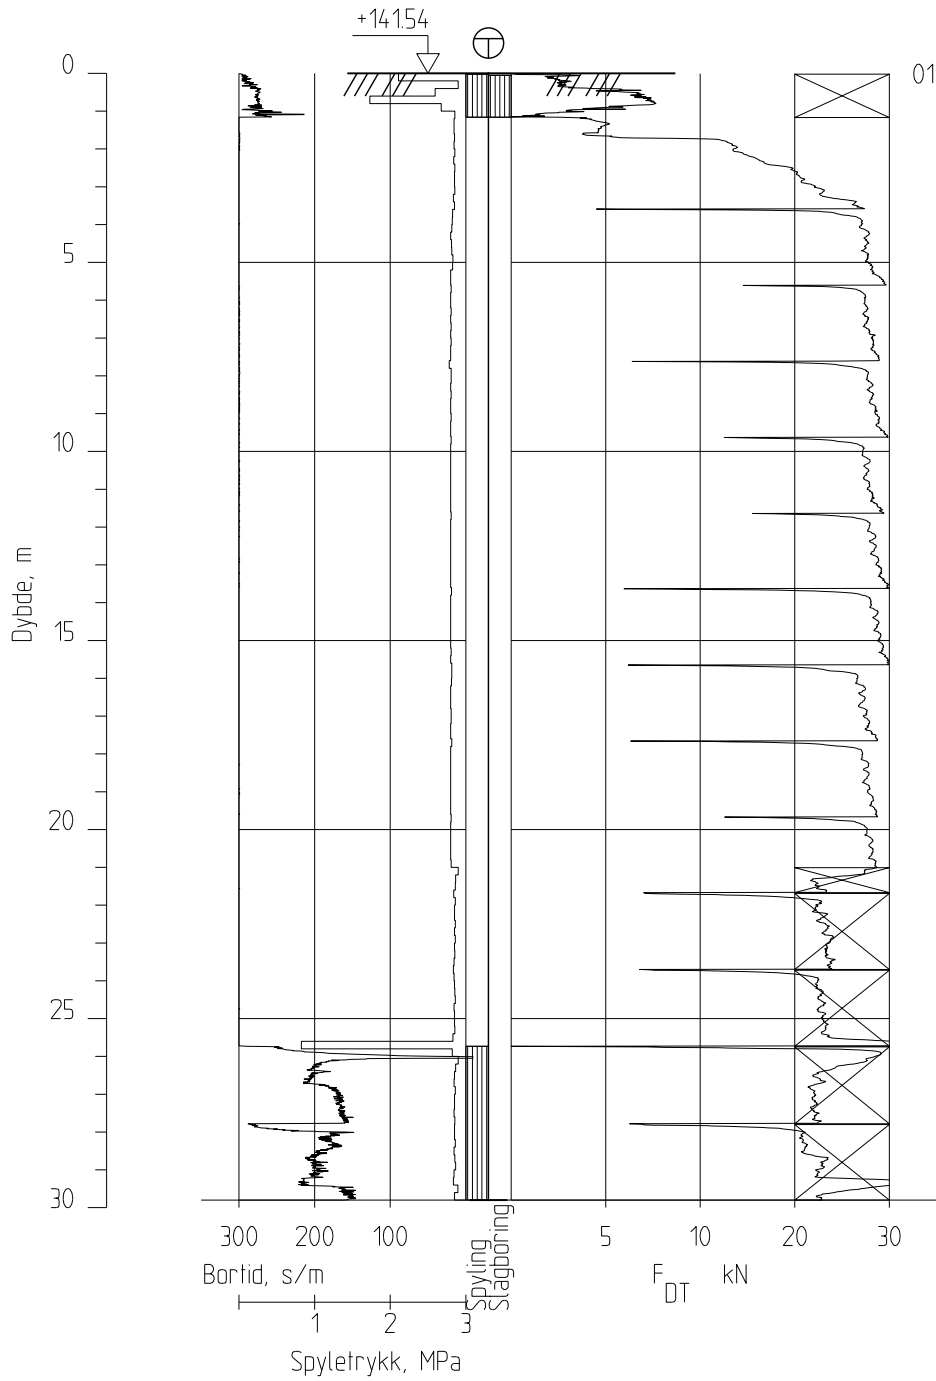 +141.54
0
01
5
10
Dybde, m
15
20
25
30
300 200 100 5 10 20 30
Spyling
Slagboring
Bortid, s/m
F DT kN
1 2 3
Spyletrykk, MPa